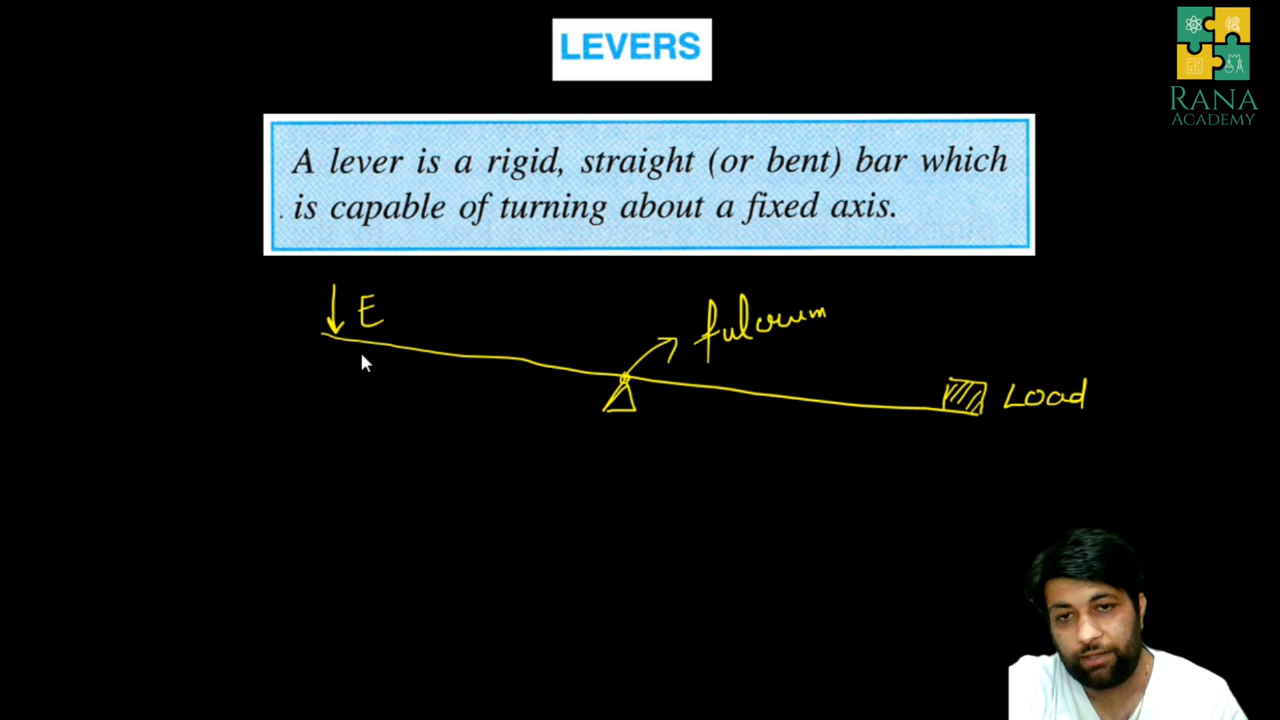 LEVERS
RANA
ACADEMY
A lever is a rigid, straight (or bent) bar which
is capable of turning about a fixed axis.
E
fulcrum
Load